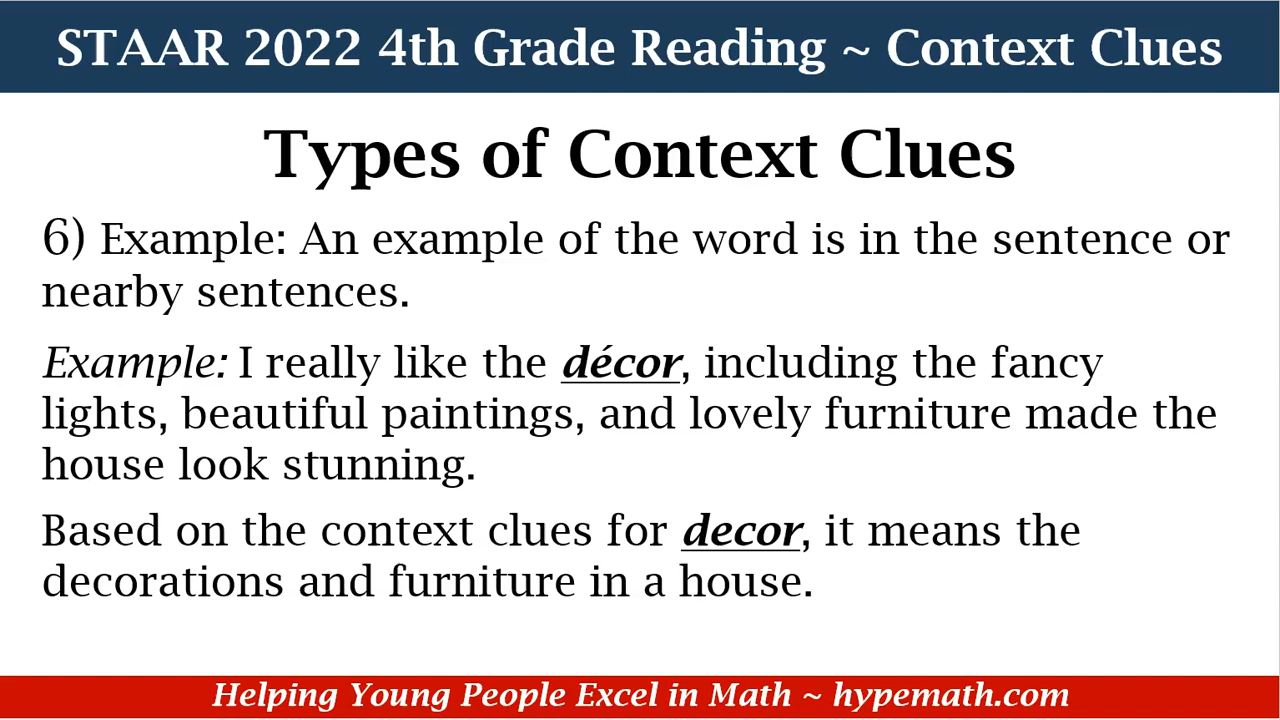 STAAR 2022 4th Grade Reading ~ Context Clues
Types of Context Clues
6) Example: An example of the word is in the sentence or
nearby sentences.
Example: I really like the décor, including the fancy
lights, beautiful paintings, and lovely furniture made the
house look stunning.
Based on the context clues for decor, it means the
decorations and furniture in a house.
Helping Young People Excel in Math ~ hypemath.com